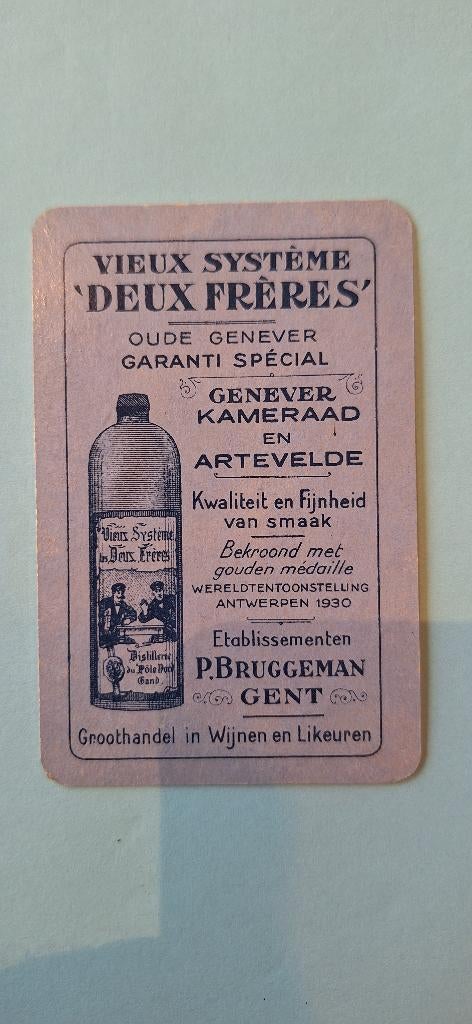 VIEUX SYSTÈME
'DEUX FRÈRES'
OUDE GENEVER
GARANTI SPÉCIAL
GENEVER
KAMERAAD
EN
ARTEVELDE
Kwaliteit en Fijnheid
van smaak
Bekroond met
gouden médaille
WERELDTENTOONSTELLING
ANTWERPEN 1930
Etablissementen
P. BRUGGEMAN
GENT
Vieux Système
les Deux Frères
Distillerie
du Pôle Nord
Gand
Groothandel in Wijnen en Likeuren